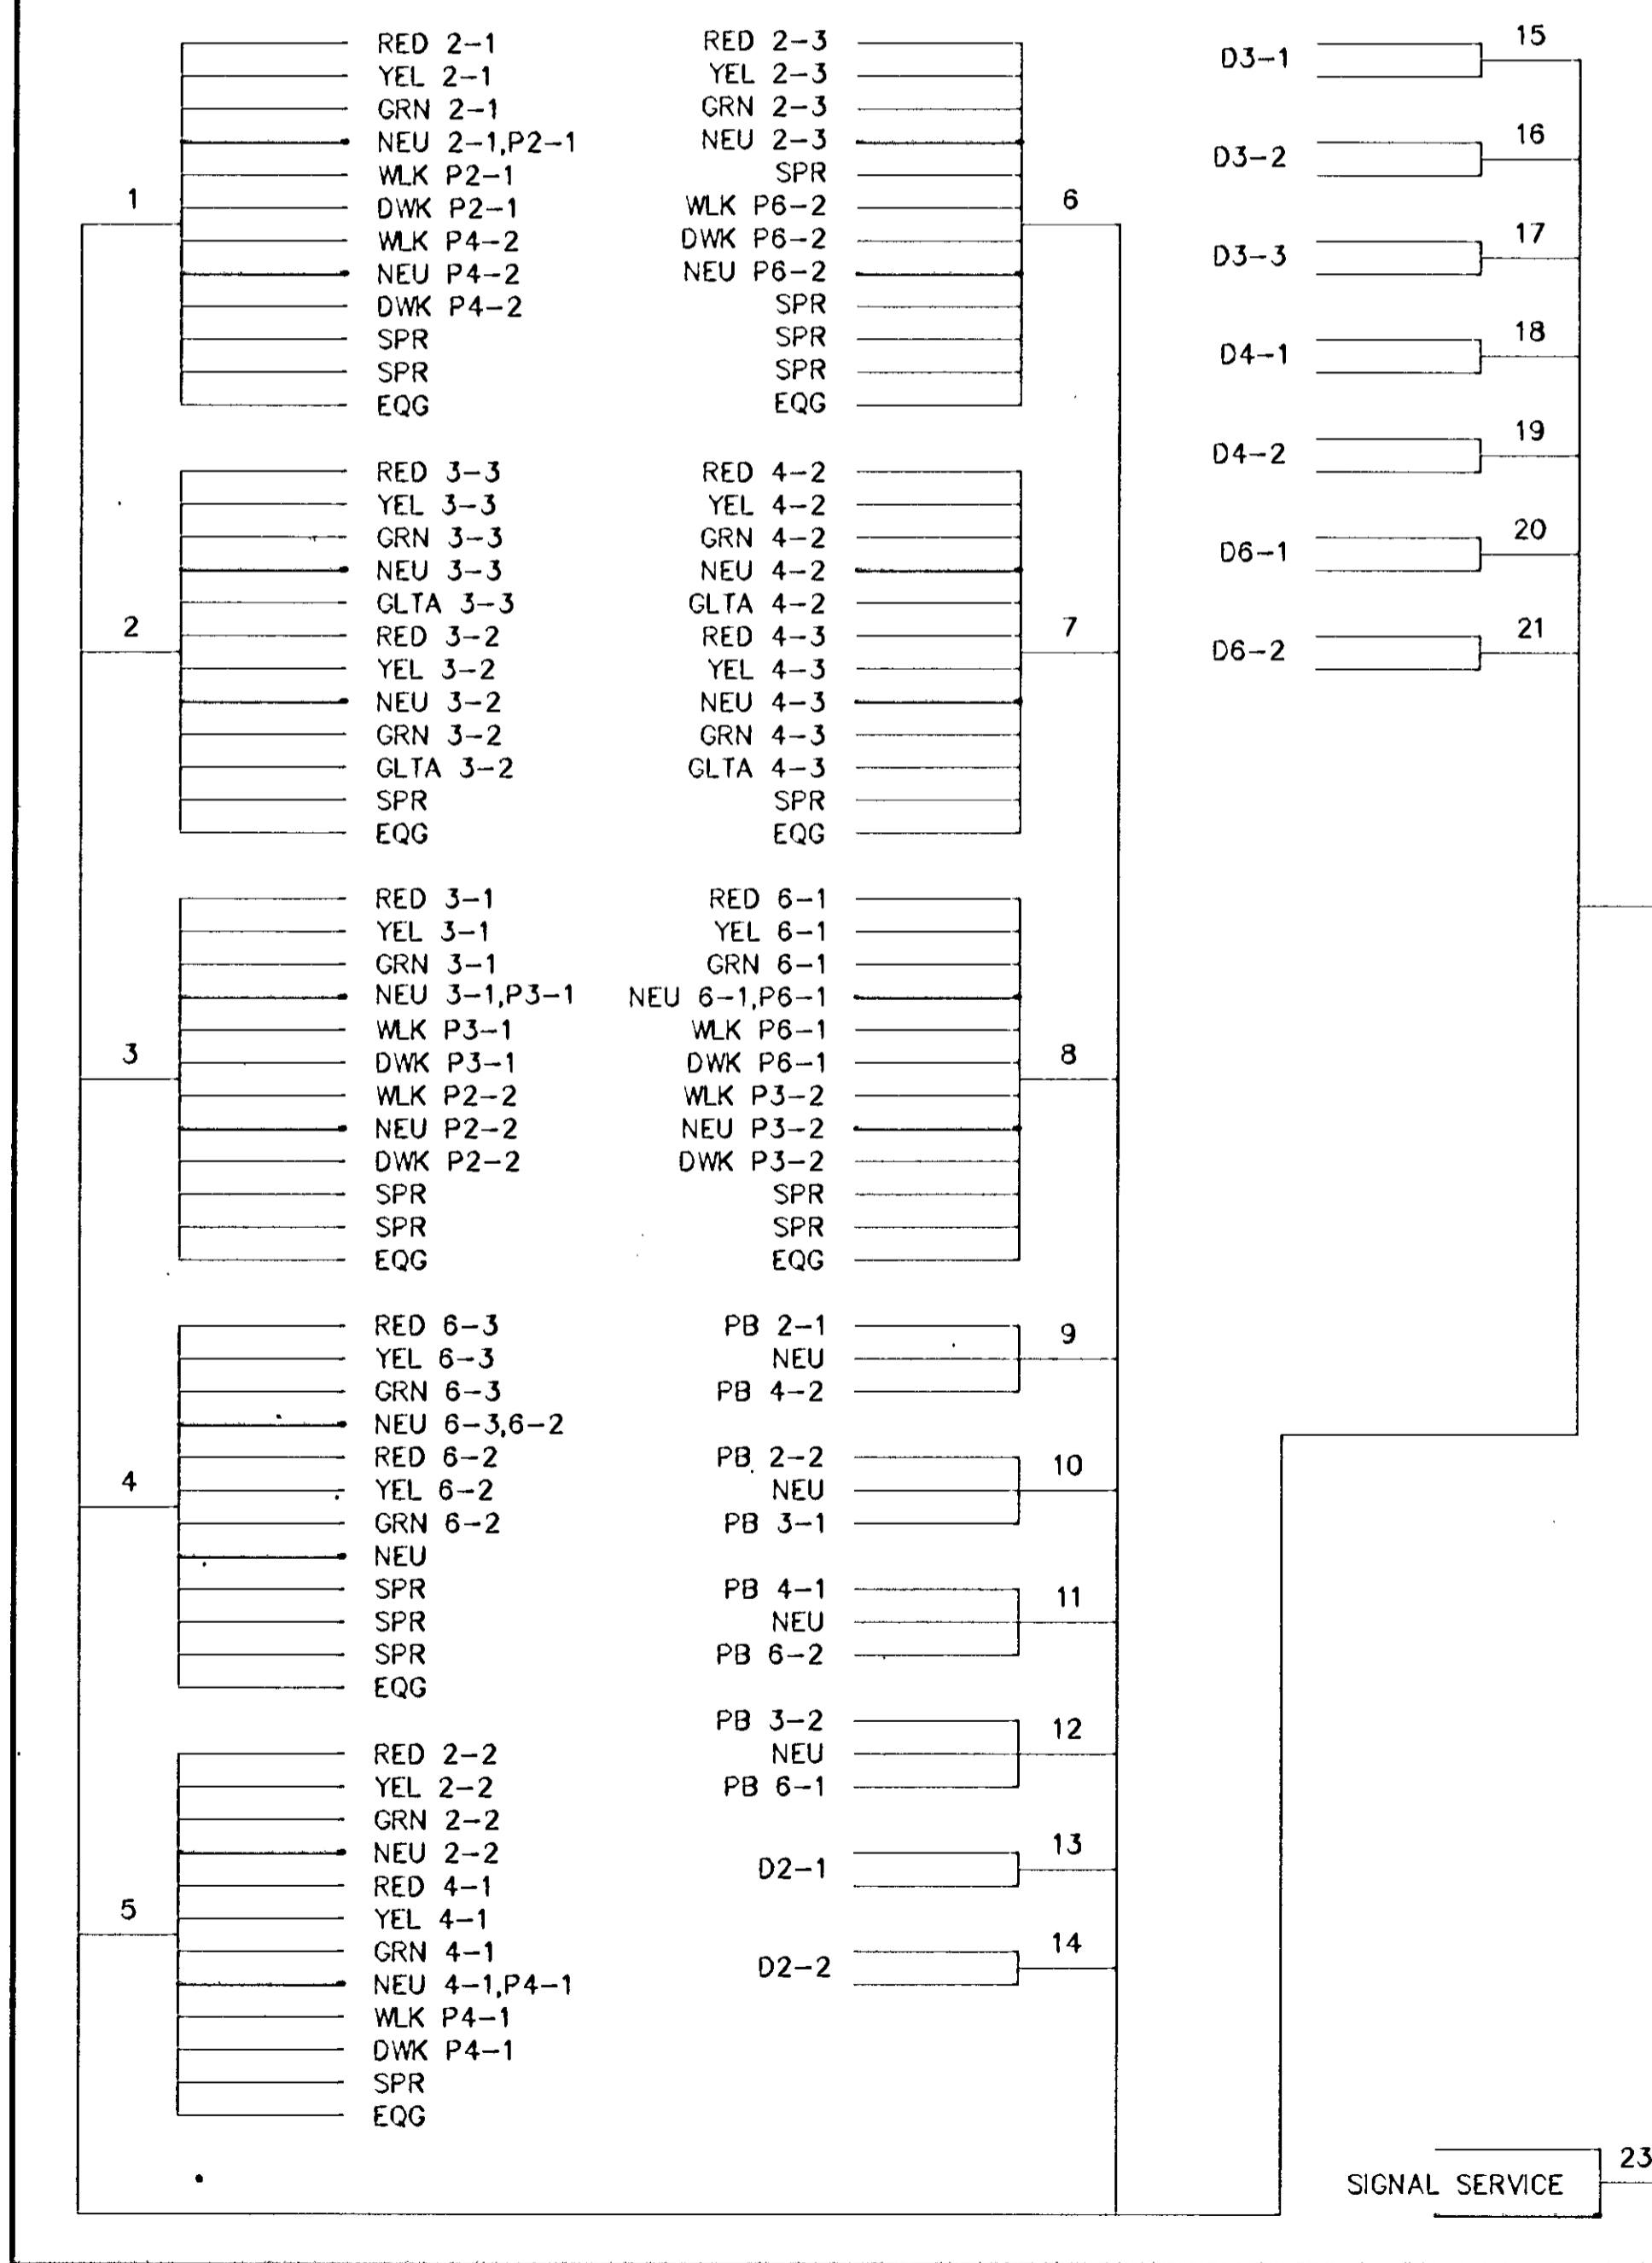 1
RED 2-1
YEL 2-1
GRN 2-1
NEU 2-1,P2-1
WLK P2-1
DWK P2-1
WLK P4-2
NEU P4-2
DWK P4-2
SPR
SPR
EQG
2
RED 3-3
YEL 3-3
GRN 3-3
NEU 3-3
GLTA 3-3
RED 3-2
YEL 3-2
NEU 3-2
GRN 3-2
GLTA 3-2
SPR
EQG
3
RED 3-1
YEL 3-1
GRN 3-1
NEU 3-1,P3-1
WLK P3-1
DWK P3-1
WLK P2-2
NEU P2-2
DWK P2-2
SPR
SPR
EQG
4
RED 6-3
YEL 6-3
GRN 6-3
NEU 6-3,6-2
RED 6-2
YEL 6-2
GRN 6-2
NEU
SPR
SPR
SPR
EQG
5
RED 2-2
YEL 2-2
GRN 2-2
NEU 2-2
RED 4-1
YEL 4-1
GRN 4-1
NEU 4-1,P4-1
WLK P4-1
DWK P4-1
SPR
EQG
RED 2-3
YEL 2-3
GRN 2-3
NEU 2-3
SPR
WLK P6-2
DWK P6-2
NEU P6-2
SPR
SPR
SPR
EQG
6
RED 4-2
YEL 4-2
GRN 4-2
NEU 4-2
GLTA 4-2
RED 4-3
YEL 4-3
NEU 4-3
GRN 4-3
GLTA 4-3
SPR
EQG
7
RED 6-1
YEL 6-1
GRN 6-1
NEU 6-1,P6-1
WLK P6-1
DWK P6-1
WLK P3-2
NEU P3-2
DWK P3-2
SPR
SPR
EQG
8
PB 2-1
NEU
PB 4-2
9
PB 2-2
NEU
PB 3-1
10
PB 4-1
NEU
PB 6-2
11
PB 3-2
NEU
PB 6-1
12
D2-1
13
D2-2
14
D3-1
15
D3-2
16
D3-3
17
D4-1
18
D4-2
19
D6-1
20
D6-2
21
SIGNAL SERVICE
23